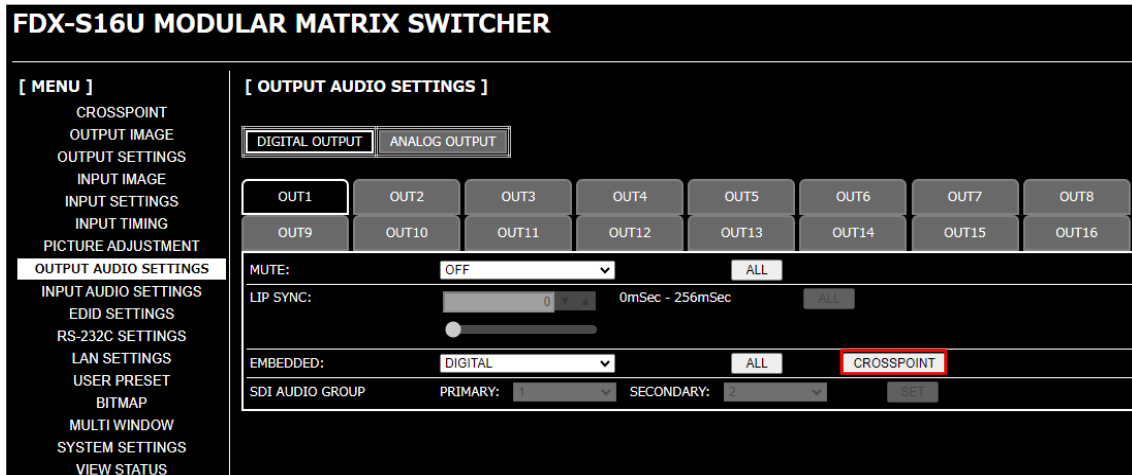 FDX-S16U MODULAR MATRIX SWITCHER
[ MENU ]
CROSSPOINT
OUTPUT IMAGE
OUTPUT SETTINGS
INPUT IMAGE
INPUT SETTINGS
INPUT TIMING
PICTURE ADJUSTMENT
OUTPUT AUDIO SETTINGS
INPUT AUDIO SETTINGS
EDID SETTINGS
RS-232C SETTINGS
LAN SETTINGS
USER PRESET
BITMAP
MULTI WINDOW
SYSTEM SETTINGS
VIEW STATUS
[ OUTPUT AUDIO SETTINGS ]
DIGITAL OUTPUT ANALOG OUTPUT
OUT1 OUT2 OUT3 OUT4 OUT5 OUT6 OUT7 OUT8
OUT9 OUT10 OUT11 OUT12 OUT13 OUT14 OUT15 OUT16
MUTE: OFF ALL
LIP SYNC: 0 0mSec - 256mSec ALL
EMBEDDED: DIGITAL ALL CROSSPOINT
SDI AUDIO GROUP PRIMARY: 1 SECONDARY: 2 SET